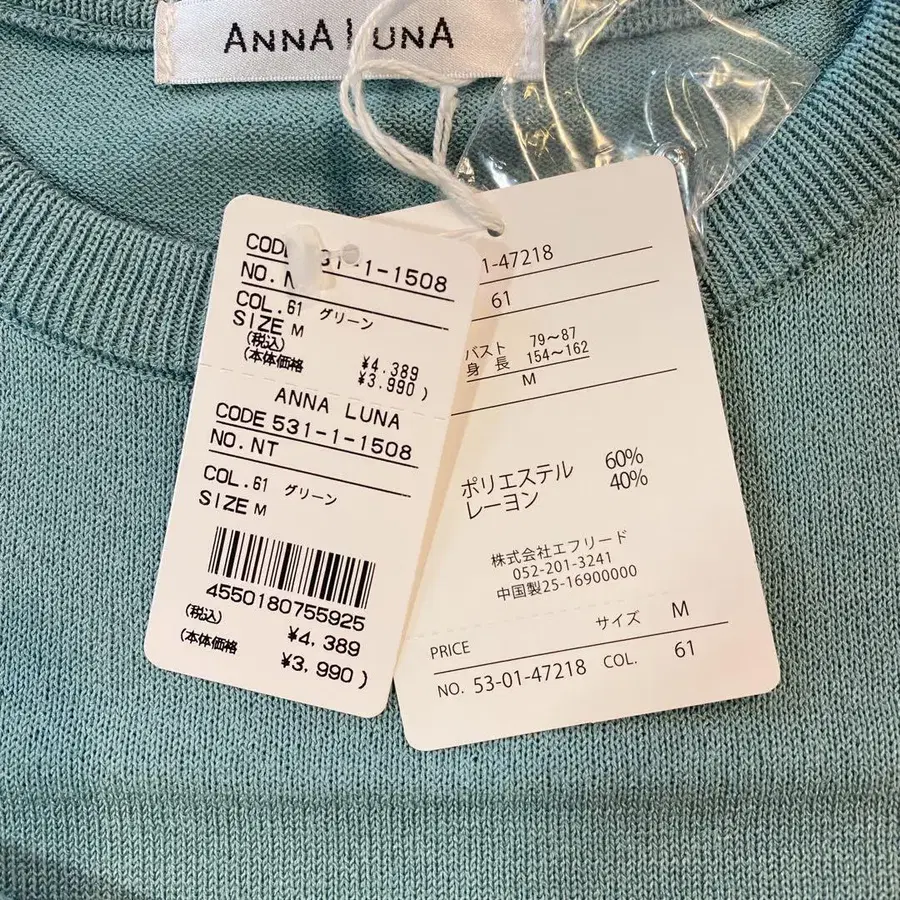 ANNA LUNA
CODE 531-1-1508
NO. NT
COL. 61 グリーン
SIZE M
(税込) ¥4,389
(本体価格 ¥3,990)
ANNA LUNA
CODE 531-1-1508
NO. NT
COL. 61 グリーン
SIZE M
4550180755925
(税込) ¥4,389
(本体価格 ¥3,990)
1-47218
61
バスト 79～87
身長 154～162
M
ポリエステル 60%
レーヨン 40%
株式会社エフリード
052-201-3241
中国製25-16900000
PRICE サイズ M
NO. 53-01-47218 COL. 61